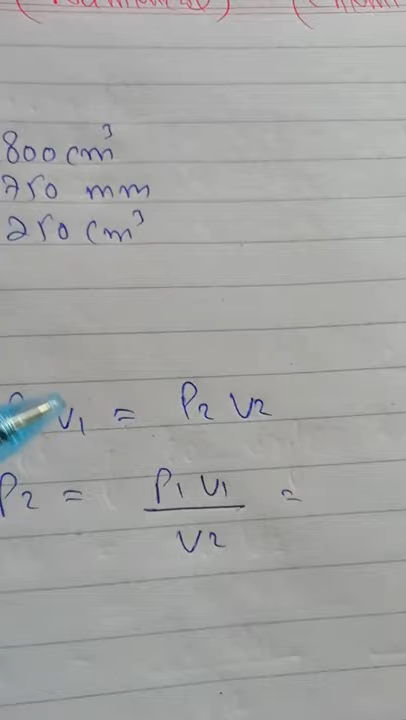 800 cm³
750 mm
250 cm³
V₁ = P₂ V₂
P₂ = P₁ V₁ / V₂ =